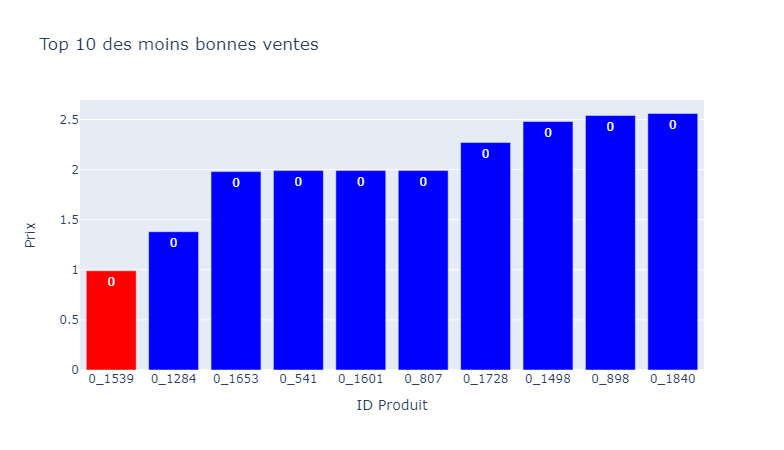 Top 10 des moins bonnes ventes
Prix
2.5
2
1.5
1
0.5
0
0 0 0 0 0 0 0 0 0 0
0_1539 0_1284 0_1653 0_541 0_1601 0_807 0_1728 0_1498 0_898 0_1840
ID Produit